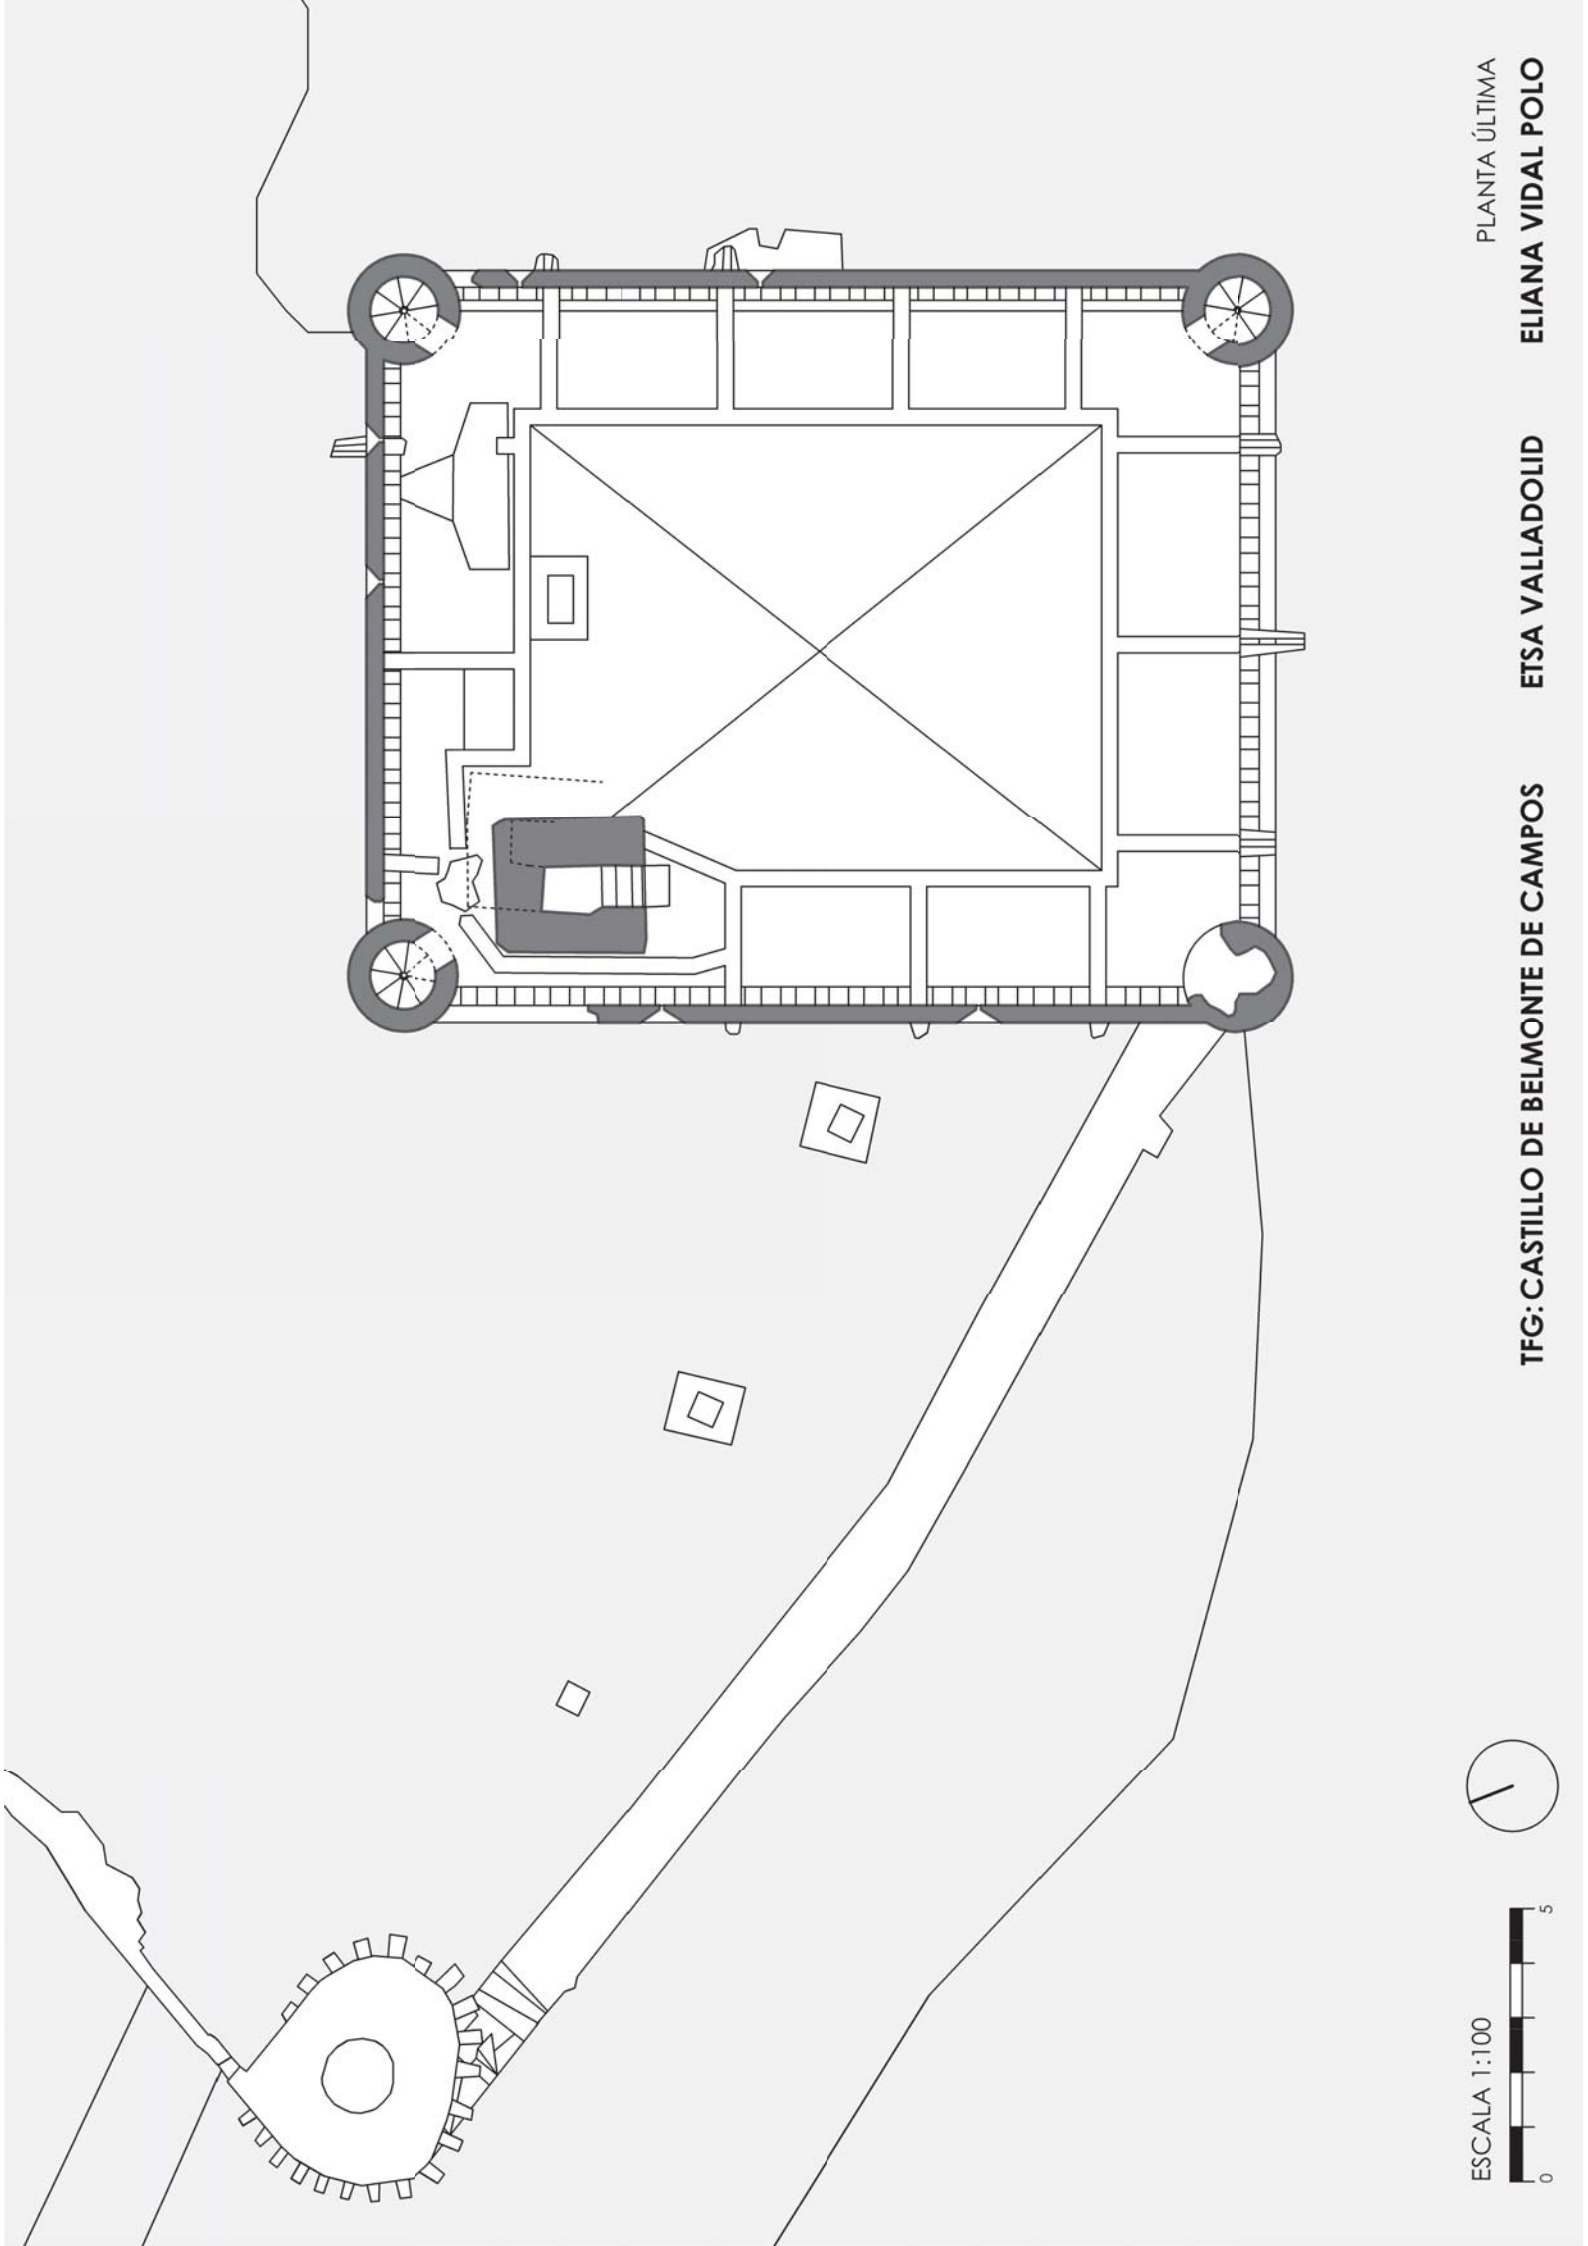 ESCALA 1:100
0 5
PLANTA ÚLTIMA
TFG: CASTILLO DE BELMONTE DE CAMPOS ETSA VALLADOLID ELIANA VIDAL POLO